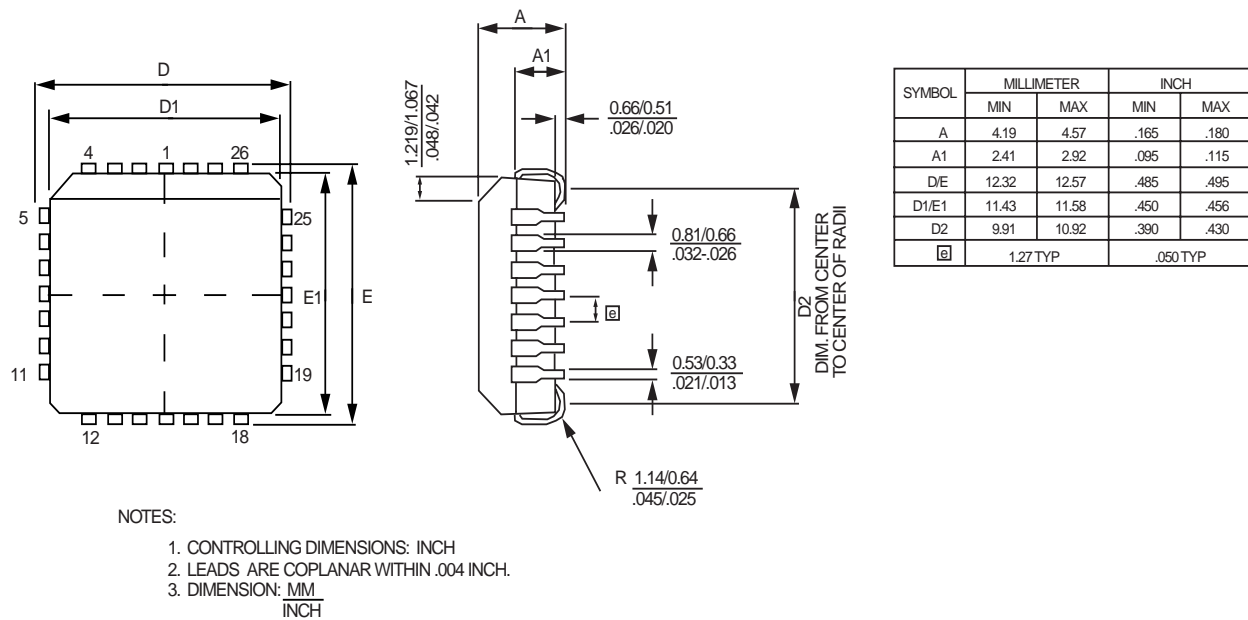 A
A1
D
D1
1.219/1.067
.048/.042
0.66/0.51
.026/.020
4
1
26
5
25
0.81/0.66
.032-.026
E1
E
e
D2
DIM. FROM CENTER
TO CENTER OF RADII
11
19
0.53/0.33
.021/.013
12
18
R 1.14/0.64
.045/.025
SYMBOL MILLIMETER INCH
MIN MAX MIN MAX
A 4.19 4.57 .165 .180
A1 2.41 2.92 .095 .115
D/E 12.32 12.57 .485 .495
D1/E1 11.43 11.58 .450 .456
D2 9.91 10.92 .390 .430
e 1.27 TYP .050 TYP
NOTES:
1. CONTROLLING DIMENSIONS: INCH
2. LEADS ARE COPLANAR WITHIN .004 INCH.
3. DIMENSION: MM
INCH